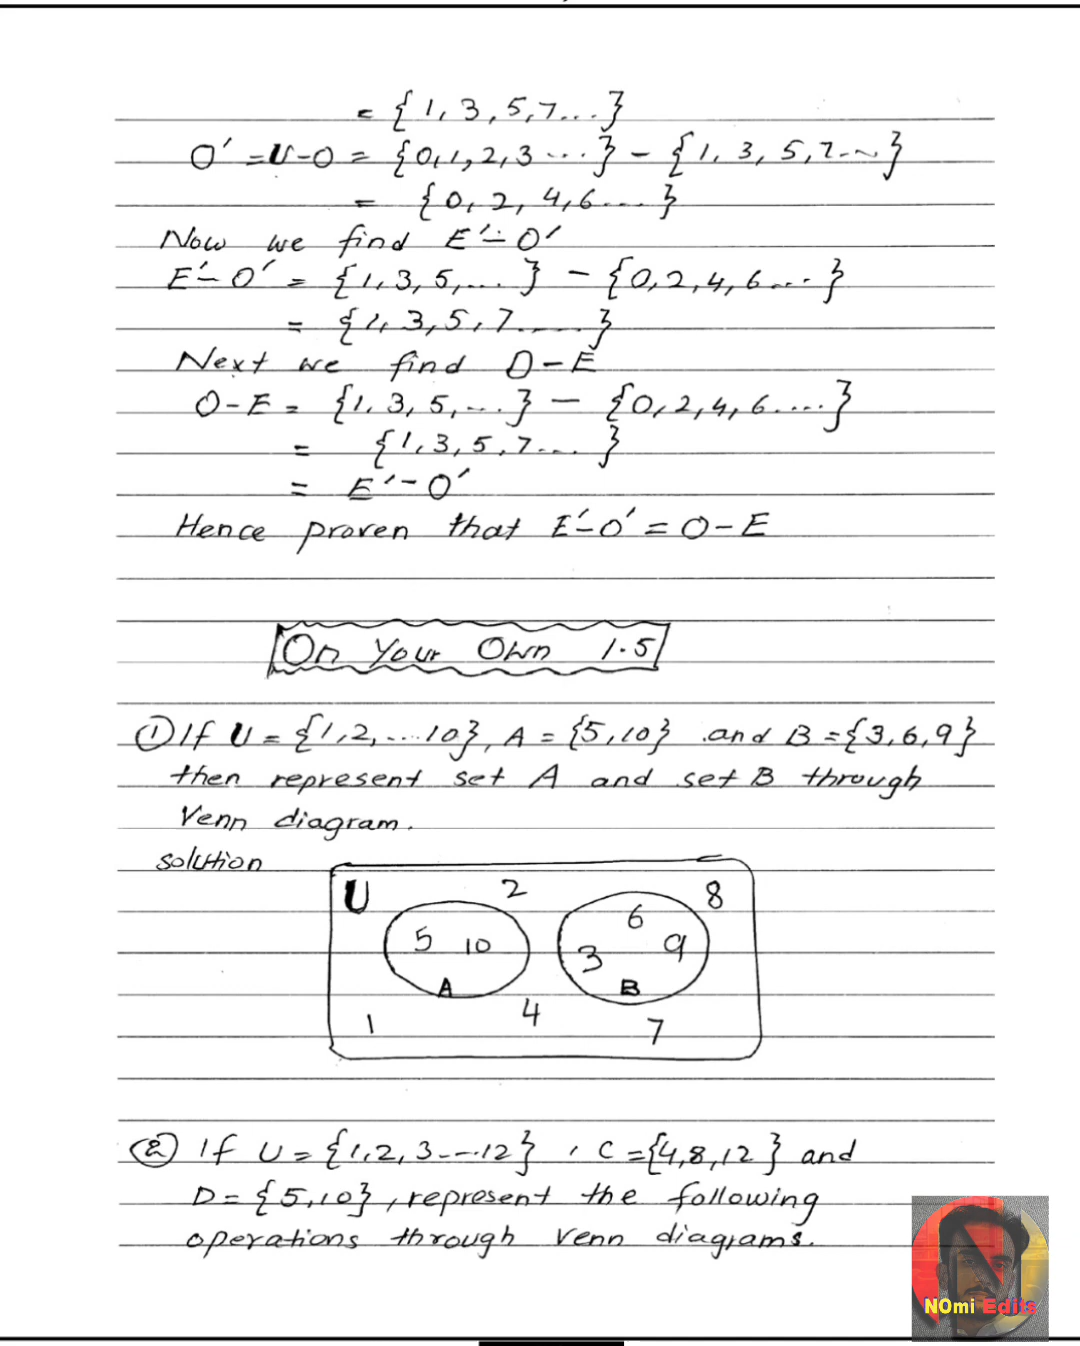 = { 1, 3, 5, 7... }
O' = U-O = {0,1,2,3 ....} - {1, 3, 5, 7....}
= {0, 2, 4, 6.... }
Now we find E'-O'
E'-O' = {1, 3, 5, .... } - {0, 2, 4, 6....}
= {1, 3, 5, 7.....}
Next we find O-E
O-E = {1, 3, 5, ....} - {0, 2, 4, 6.....}
= {1, 3, 5, 7.... }
= E'-O'
Hence proven that E'-O' = O-E
On Your Own 1.5
① If U = {1,2, ....10}, A = {5,10} .and B = {3,6,9}
then represent set A and set B through
Venn diagram.
solution
U 2 8
5 10 6
3 9
A B
1 4 7
② If U = {1,2,3....12} , C = {4,8,12 } and
D = {5,10} , represent the following
operations through Venn diagrams.
NOmi Edits